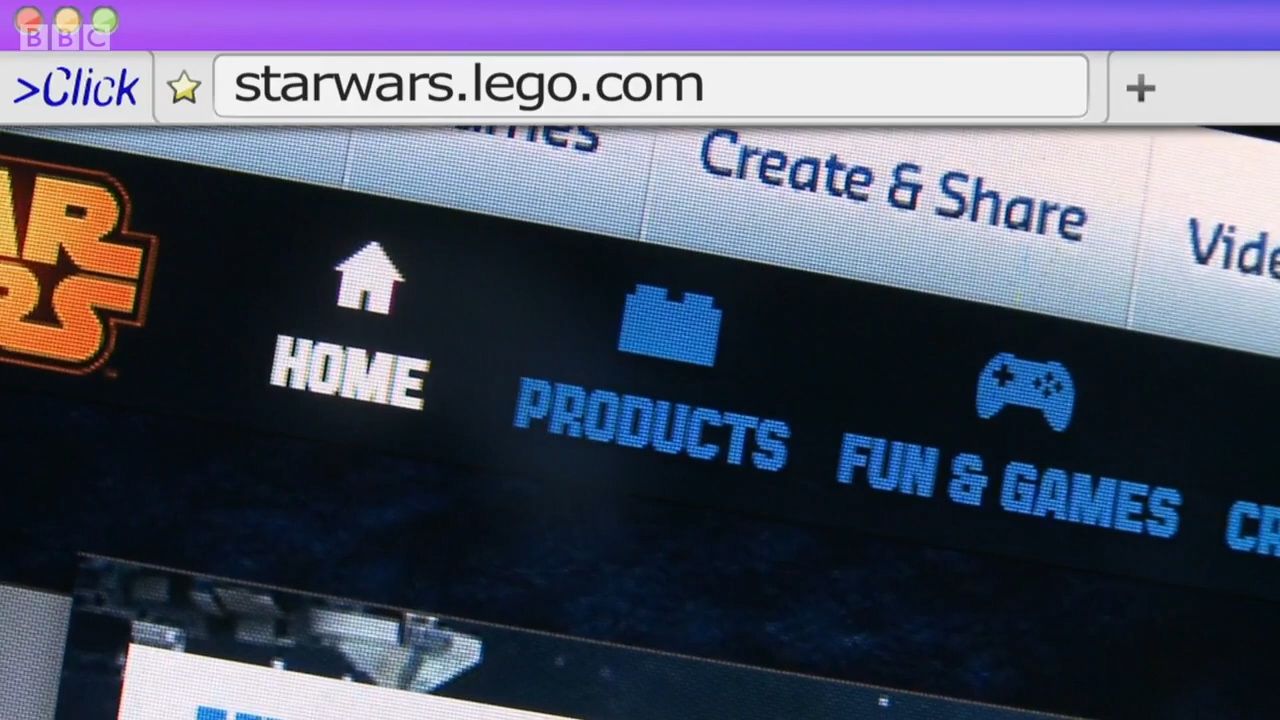 BBC
>Click
starwars.lego.com
Create & Share
HOME
PRODUCTS
FUN & GAMES